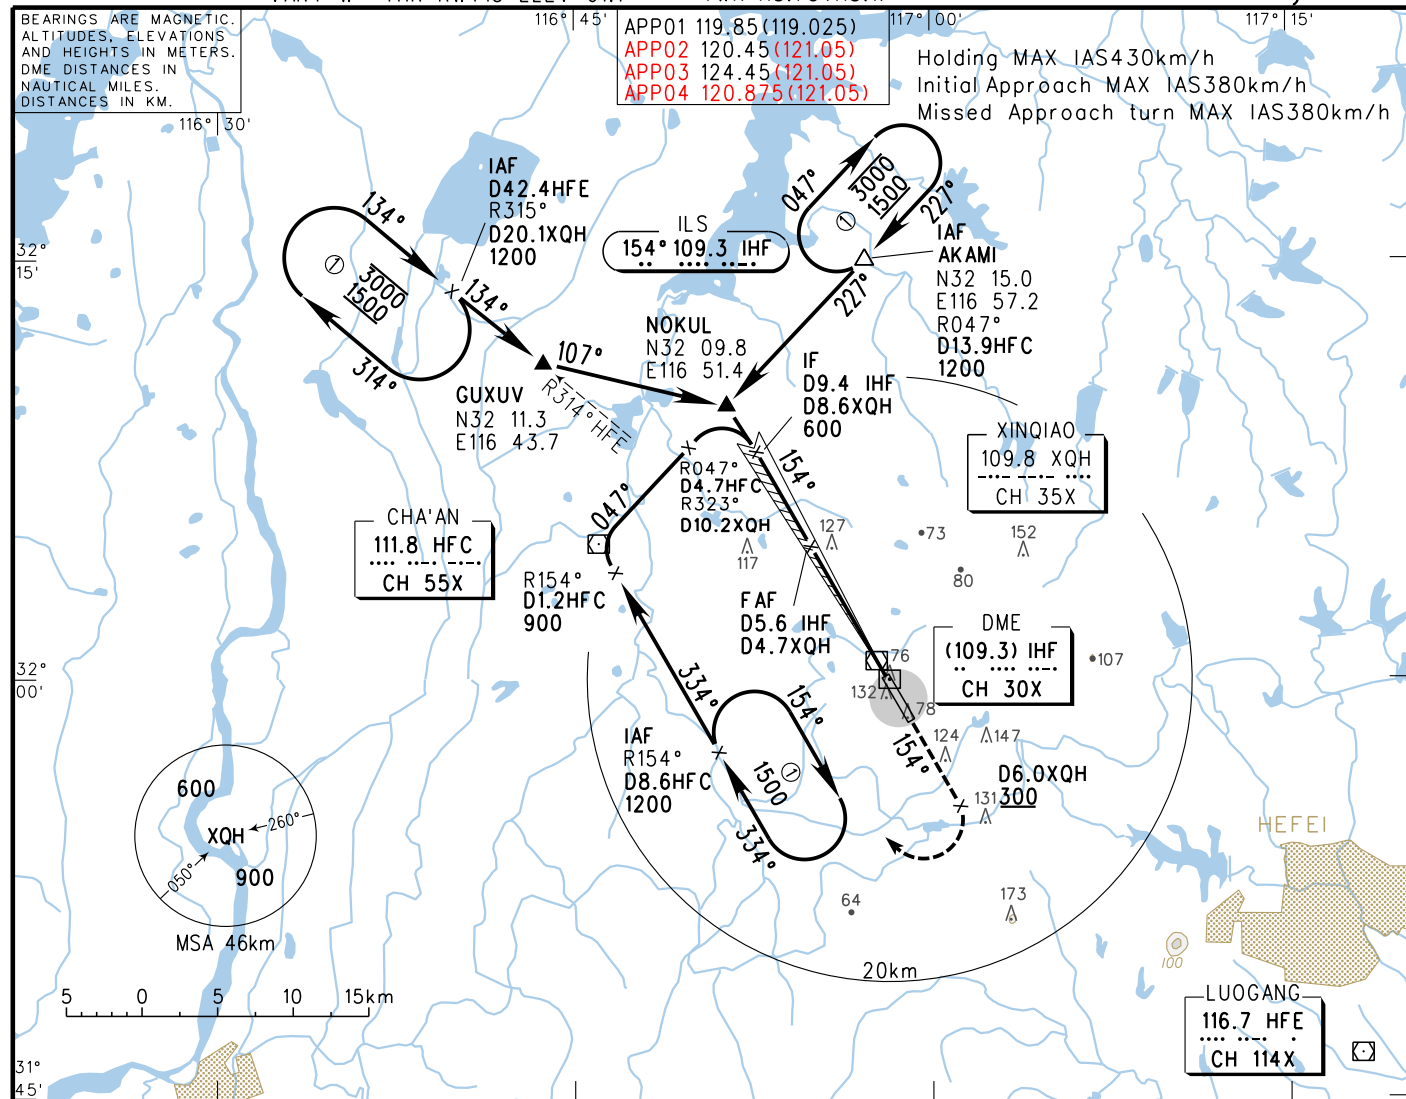 BEARINGS ARE MAGNETIC.
ALTITUDES, ELEVATIONS
AND HEIGHTS IN METERS.
DME DISTANCES IN
NAUTICAL MILES.
DISTANCES IN KM.
116° 30'
116° 45'
117° 00'
117° 15'
APP01 119.85(119.025)
APP02 120.45(121.05)
APP03 124.45(121.05)
APP04 120.875(121.05)
Holding MAX IAS430km/h
Initial Approach MAX IAS380km/h
Missed Approach turn MAX IAS380km/h
IAF
D42.4HFE
R315°
D20.1XQH
1200
134°
① 3000
1500
314°
134°
ILS
154° 109.3 IHF
047°
① 3000
1500
227°
IAF
AKAMI
N32 15.0
E116 57.2
R047°
D13.9HFC
1200
227°
32°
15'
107°
GUXUV
N32 11.3
E116 43.7
R314° HFE
NOKUL
N32 09.8
E116 51.4
IF
D9.4 IHF
D8.6XQH
600
154°
R047°
D4.7HFC
R323°
D10.2XQH
047°
XINQIAO
109.8 XQH
CH 35X
CHA'AN
111.8 HFC
CH 55X
R154°
D1.2HFC
900
117
127
73
152
80
FAF
D5.6 IHF
D4.7XQH
DME
(109.3) IHF
CH 30X
107
76
132
78
124
147
131
32°
00'
334°
154°
IAF
R154°
D8.6HFC
1200
① 1500
334°
154°
D6.0XQH
300
600
XQH
260°
050°
900
MSA 46km
HEFEI
64
173
100
20km
5 0 5 10 15km
LUOGANG
116.7 HFE
CH 114X
31°
45'